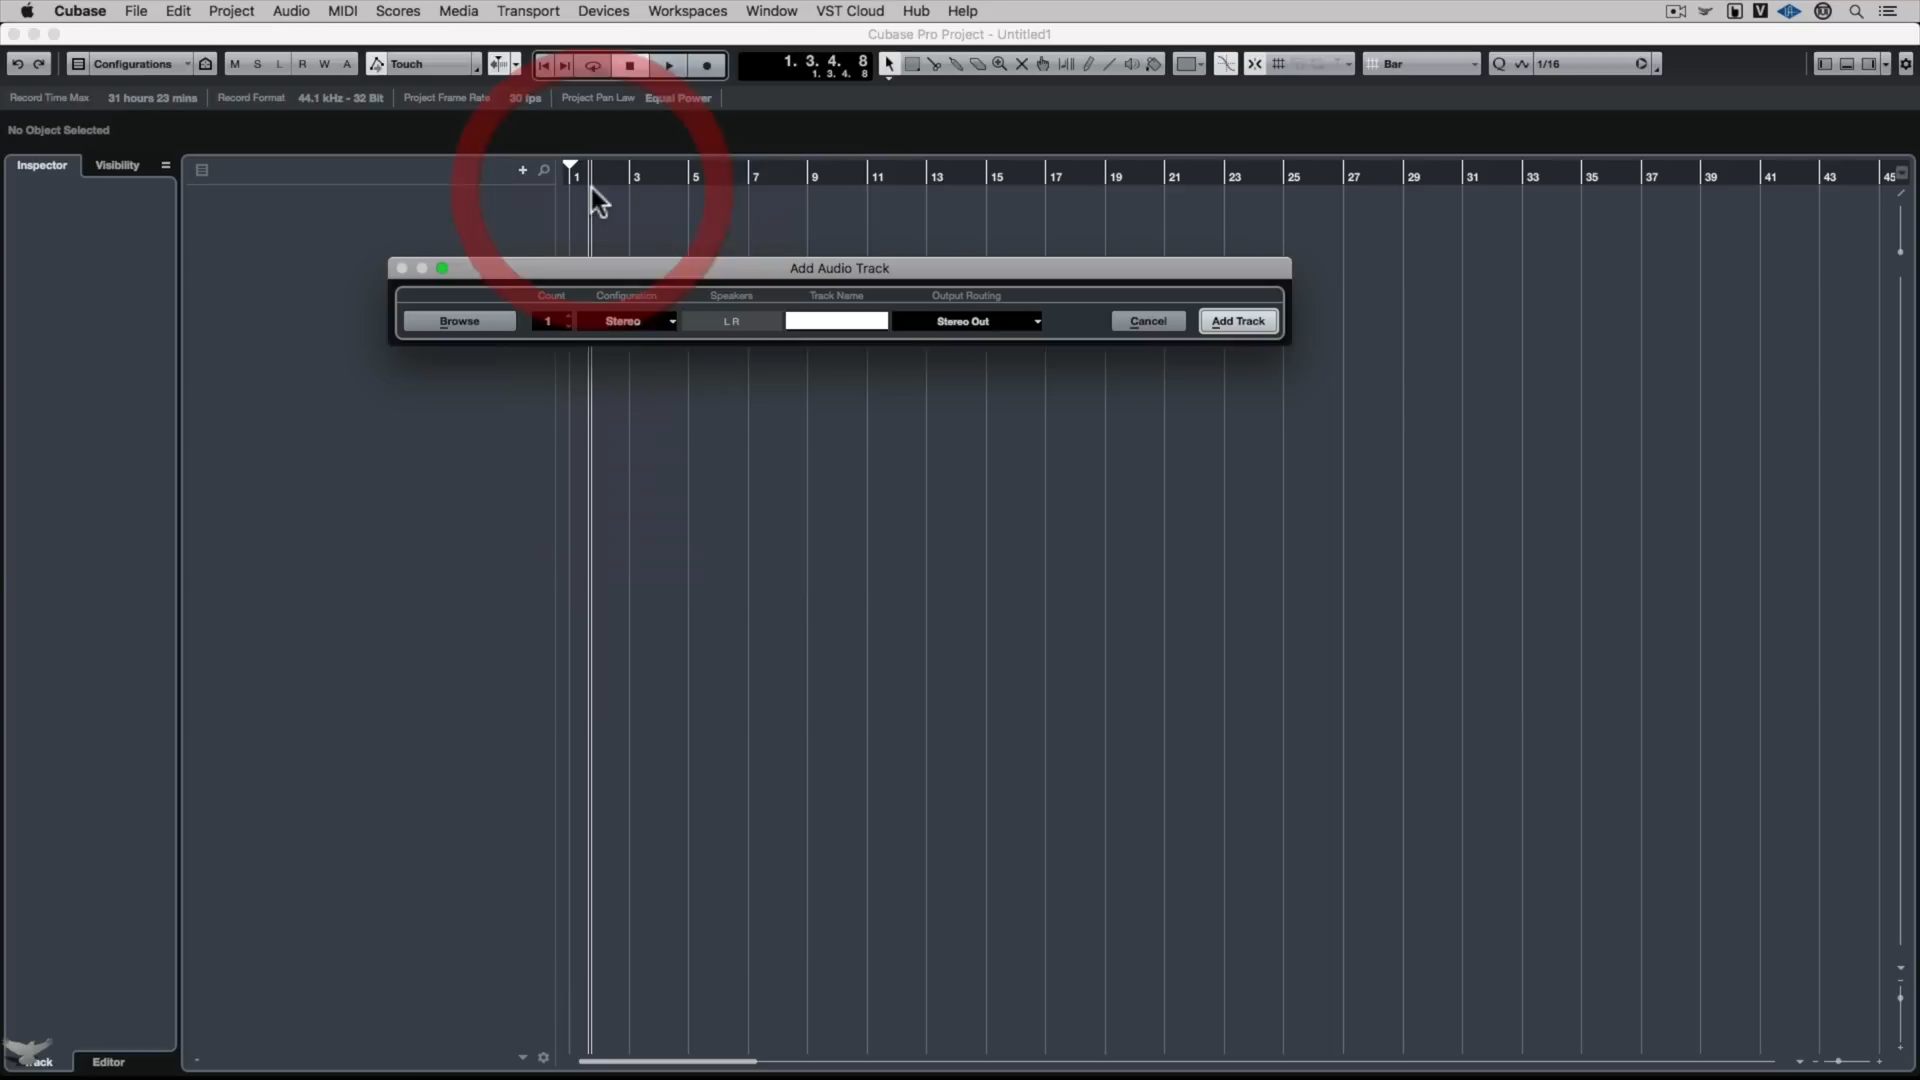 Cubase File Edit Project Audio MIDI Scores Media Transport Devices Workspaces Window VST Cloud Hub Help
Cubase Pro Project - Untitled1
Configurations M S L R W A Touch 1. 3. 4. 8 Bar Q 1/16
1. 3. 4. 8
Record Time Max 31 hours 23 mins Record Format 44.1 kHz - 32 Bit Project Frame Rate 30 fps Project Pan Law Equal Power
No Object Selected
Inspector Visibility
1 3 5 7 9 11 13 15 17 19 21 23 25 27 29 31 33 35 37 39 41 43 45
Add Audio Track
Count Configuration Speakers Track Name Output Routing
Browse 1 Stereo L R Stereo Out Cancel Add Track
Editor